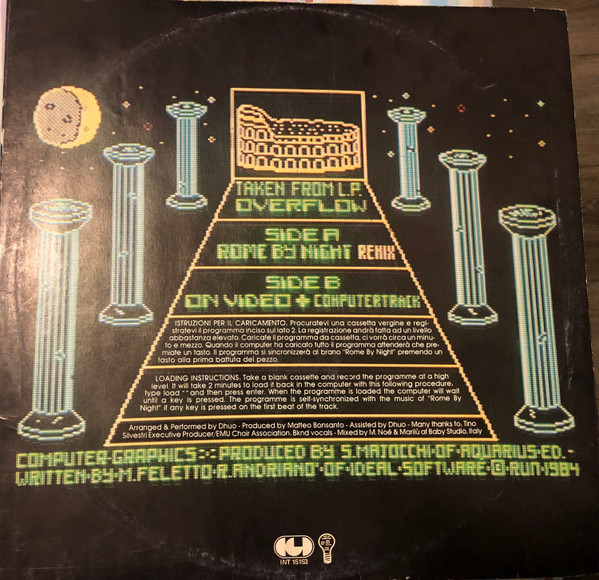 TAKEN FROM L.P.
OVERFLOW
SIDE A
ROME BY NIGHT REMIX
SIDE B
ON VIDEO + COMPUTERTRACK
ISTRUZIONI PER IL CARICAMENTO. Procuratevi una cassetta vergine e regi-
stratevi il programma inciso sul lato 2. La registrazione andrà fatta ad un livello
abbastanza elevato. Caricate il programma da cassetta, ci vorrà circa un minu-
to e mezzo. Quando il computer ha caricato tutto il programma attenderà che pre-
miate un tasto. Il programma si sincronizzerà al brano "Rome By Night" premendo un
tasto alla prima battuta del pezzo.
LOADING INSTRUCTIONS. Take a blank cassette and record the programme at a high
level. It will take 2 minutes to load it back in the computer with this following procedure,
type load "" and then press enter. When the programme is loaded the computer will wait
until a key is pressed. The programme is self-synchronized with the music of "Rome By
Night" if any key is pressed on the first beat of the track.
Arranged & Performed by Dhuo - Produced by Matteo Bonsanto - Assisted by Dhuo - Many thanks to: Tino
Silvestri Executive Producer/EMU Choir Association. Bknd vocals - Mixed by M. Noé & Marilù at Baby Studio, Italy
COMPUTER·GRAPHICS:·: PRODUCED BY S.MAIOCCHI·OF·AQUARIUS·ED.-
WRITTEN·BY·M.FELETTO·R.ANDRIANO·OF·IDEAL·SOFTWARE·©·RUN·1984
CGD
INT 15153